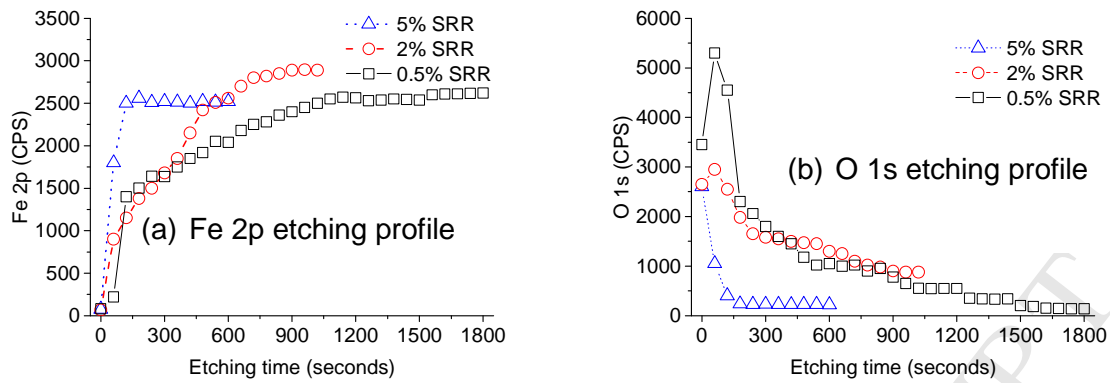 3500
3000
2500
2000
1500
1000
500
0
Fe 2p (CPS)
5% SRR
2% SRR
0.5% SRR
(a) Fe 2p etching profile
0 300 600 900 1200 1500 1800
Etching time (seconds)
6000
5000
4000
3000
2000
1000
0
O 1s (CPS)
5% SRR
2% SRR
0.5% SRR
(b) O 1s etching profile
0 300 600 900 1200 1500 1800
Etching time (seconds)